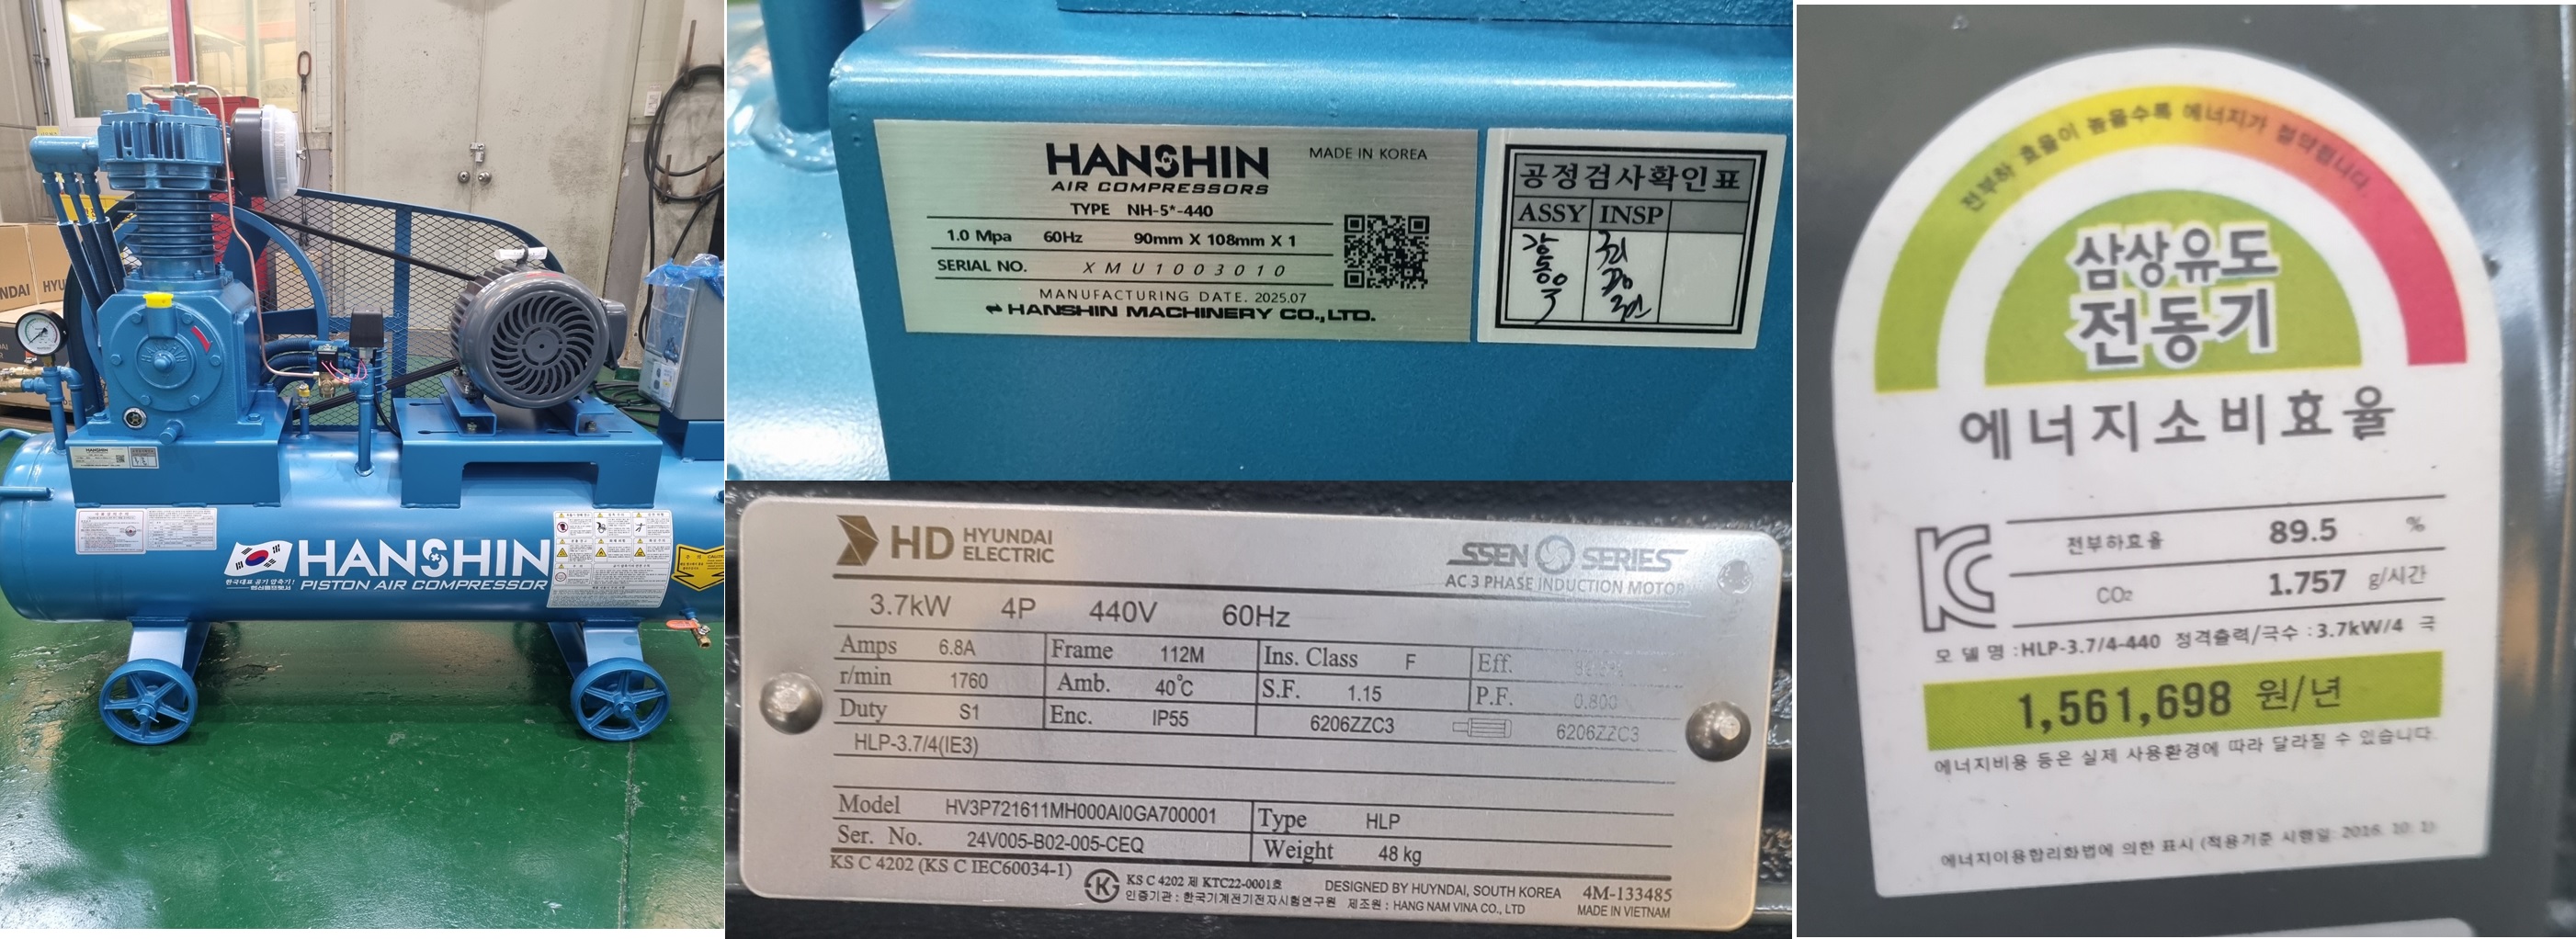 HANSHIN
PISTON AIR COMPRESSOR
한국대표 공기 압축기!
HANSHIN
AIR COMPRESSORS
MADE IN KOREA
TYPE NH-5*-440
1.0 Mpa 60Hz 90mm X 108mm X 1
SERIAL NO. XMU1003010
MANUFACTURING DATE. 2025.07
HANSHIN MACHINERY CO.,LTD.
공정검사확인표
ASSY INSP
HD HYUNDAI
ELECTRIC
SSEN SERIES
AC 3 PHASE INDUCTION MOTOR
3.7kW 4P 440V 60Hz
Amps 6.8A Frame 112M Ins. Class F Eff.
r/min 1760 Amb. 40℃ S.F. 1.15 P.F. 0.800
Duty S1 Enc. IP55 6206ZZC3 6206ZZC3
HLP-3.7/4(IE3)
Model HV3P721611MH000AI0GA700001 Type HLP
Ser. No. 24V005-B02-005-CEQ Weight 48 kg
KS C 4202 (KS C IEC60034-1)
KS C 4202 제 KTC22-0001호 DESIGNED BY HUYNDAI, SOUTH KOREA 4M-133485
인증기관 : 한국기계전기전자시험연구원 제조원 : HANG NAM VINA CO., LTD MADE IN VIETNAM
전부하 효율이 높을수록 에너지가 절약됩니다.
삼상유도
전동기
에너지소비효율
전부하효율 89.5 %
CO₂ 1.757 g/시간
모 델 명 : HLP-3.7/4-440 정격출력/극수 : 3.7kW/4 극
1,561,698 원/년
에너지비용 등은 실제 사용환경에 따라 달라질 수 있습니다.
에너지이용합리화법에 의한 표시 (적용기준 시행일: 2016. 10. 1)